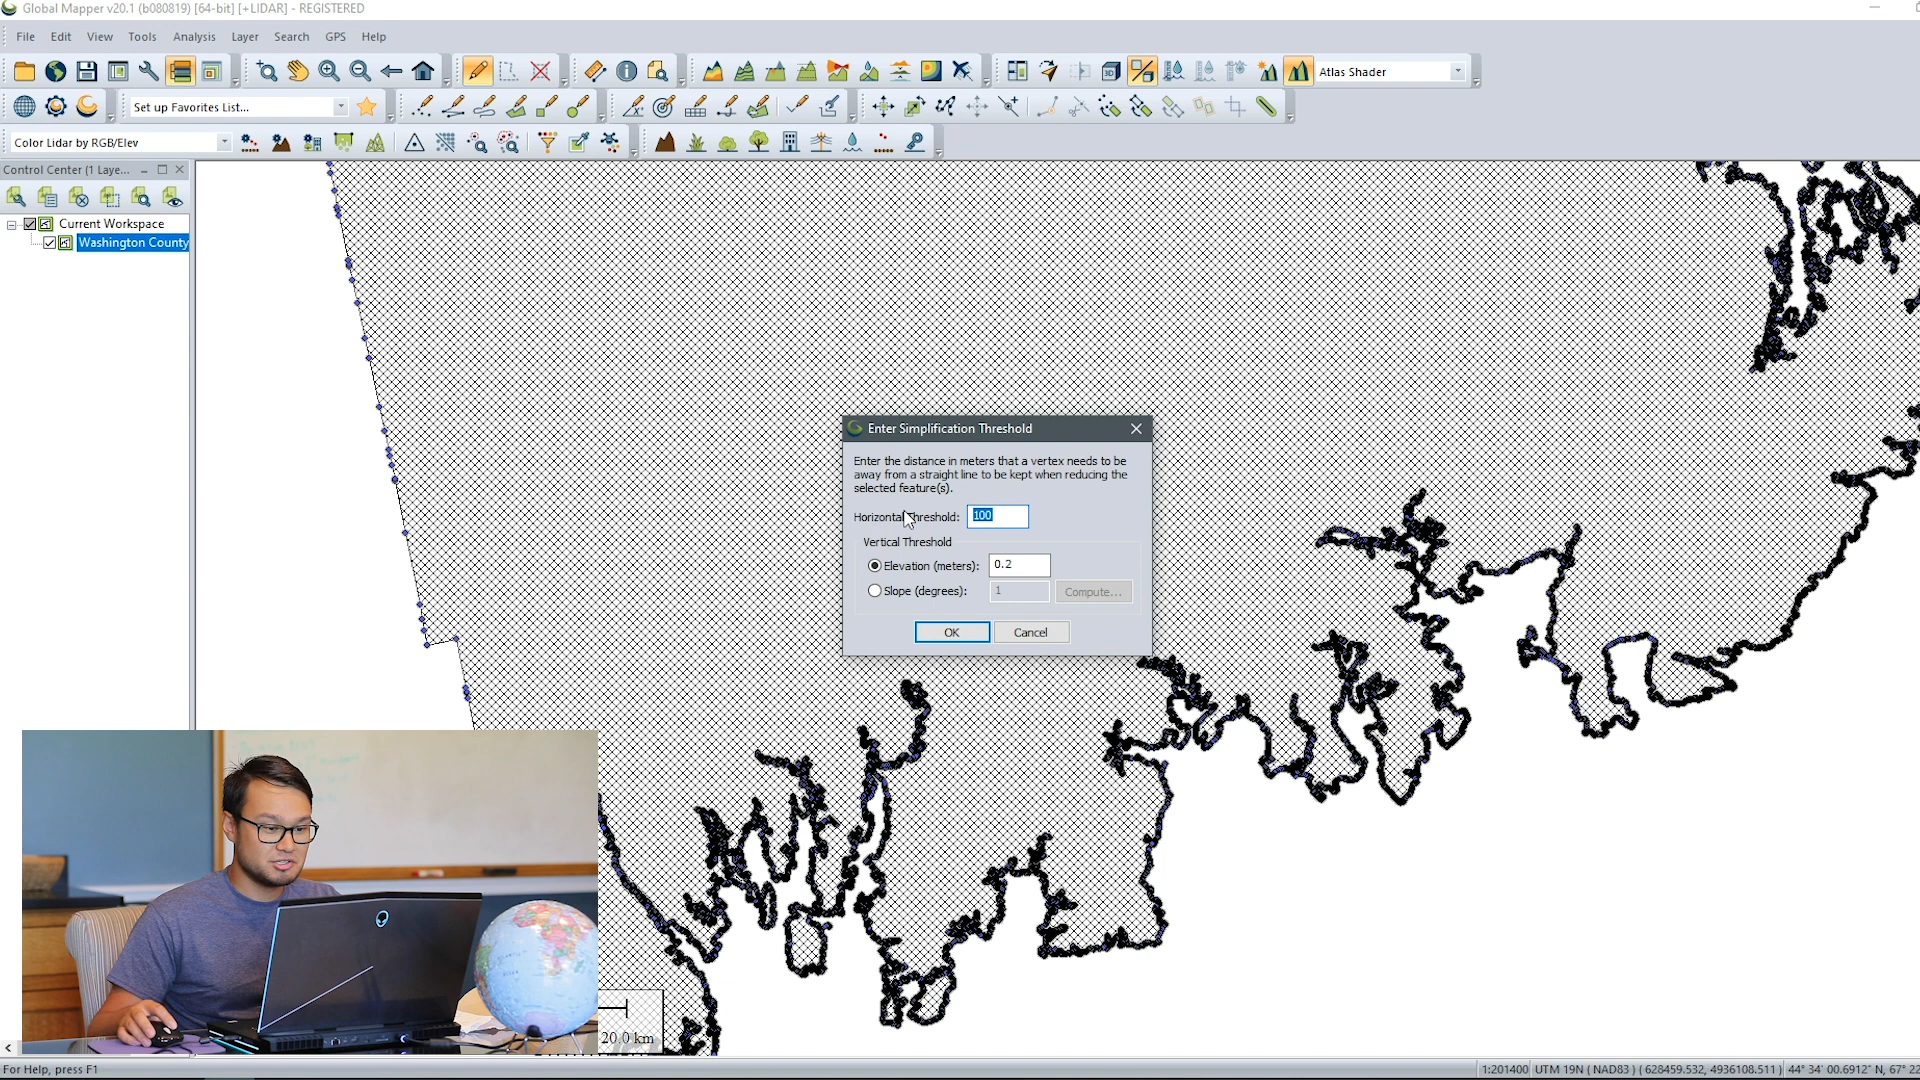 Global Mapper v20.1 (b080819) [64-bit] [+LIDAR] - REGISTERED
File Edit View Tools Analysis Layer Search GPS Help
3D
Atlas Shader
Set up Favorites List...
Color Lidar by RGB/Elev
Control Center (1 Laye...
Current Workspace
Washington County
Enter Simplification Threshold
Enter the distance in meters that a vertex needs to be
away from a straight line to be kept when reducing the
selected feature(s).
Horizontal Threshold: 100
Vertical Threshold
Elevation (meters): 0.2
Slope (degrees): 1 Compute...
OK Cancel
20.0 km
For Help, press F1
1:201400 UTM 19N ( NAD83 ) ( 628459.532, 4936108.511 ) 44° 34' 00.6912" N, 67° 22